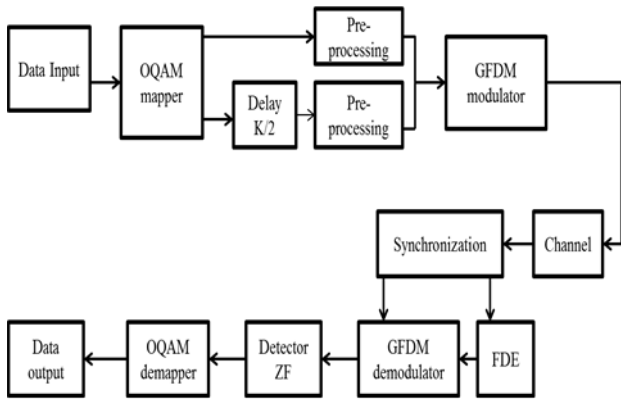 Data Input
OQAM
mapper
Pre-
processing
Delay
K/2
Pre-
processing
GFDM
modulator
Synchronization
Channel
Data
output
OQAM
demapper
Detector
ZF
GFDM
demodulator
FDE